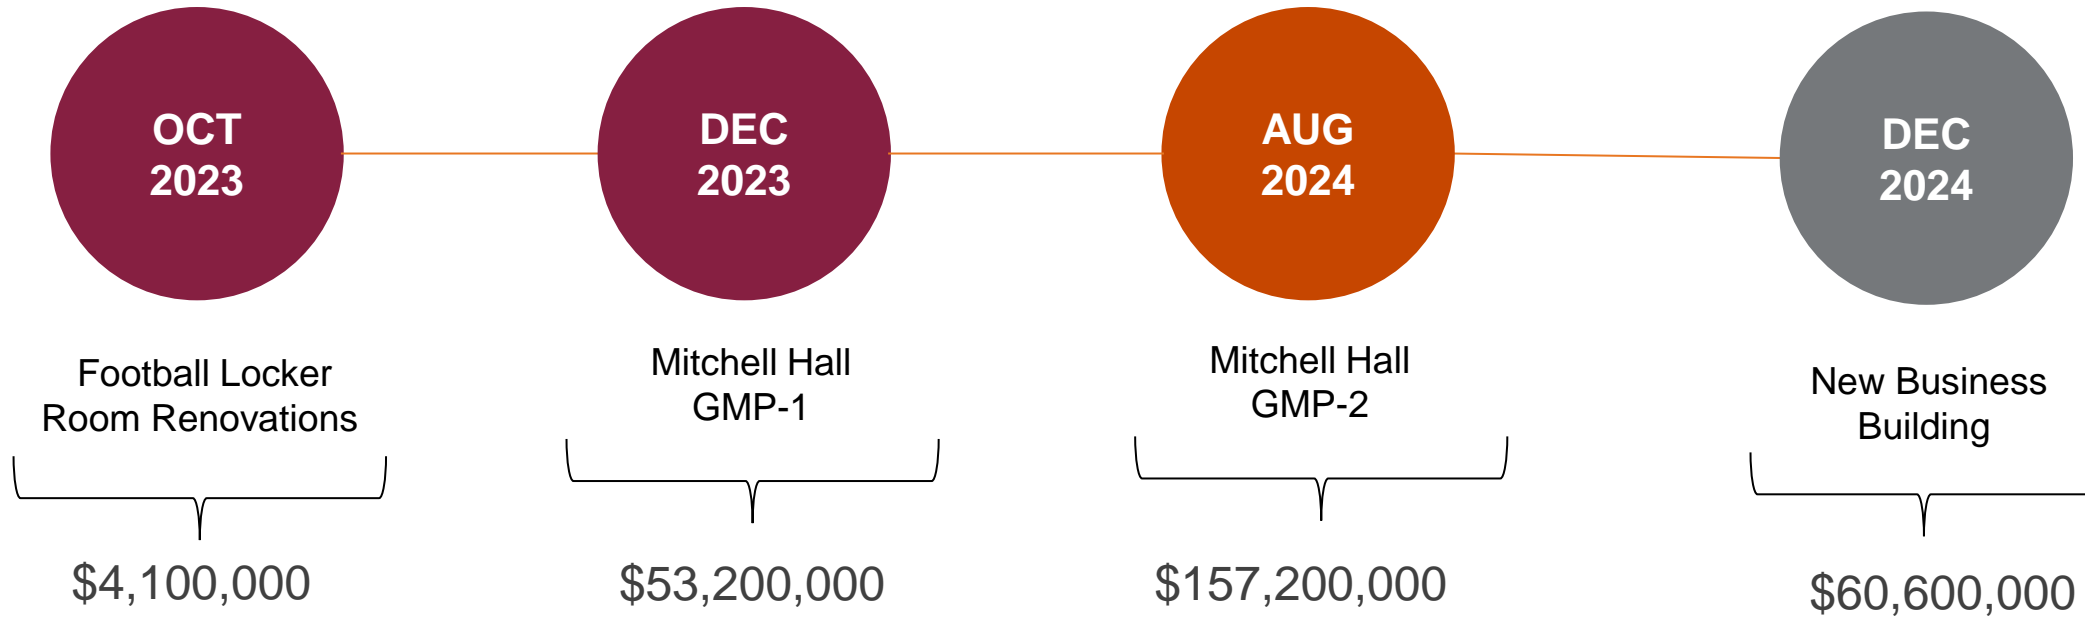 OCT
2023
DEC
2023
AUG
2024
DEC
2024
Football Locker
Room Renovations
Mitchell Hall
GMP-1
Mitchell Hall
GMP-2
New Business
Building
$4,100,000
$53,200,000
$157,200,000
$60,600,000